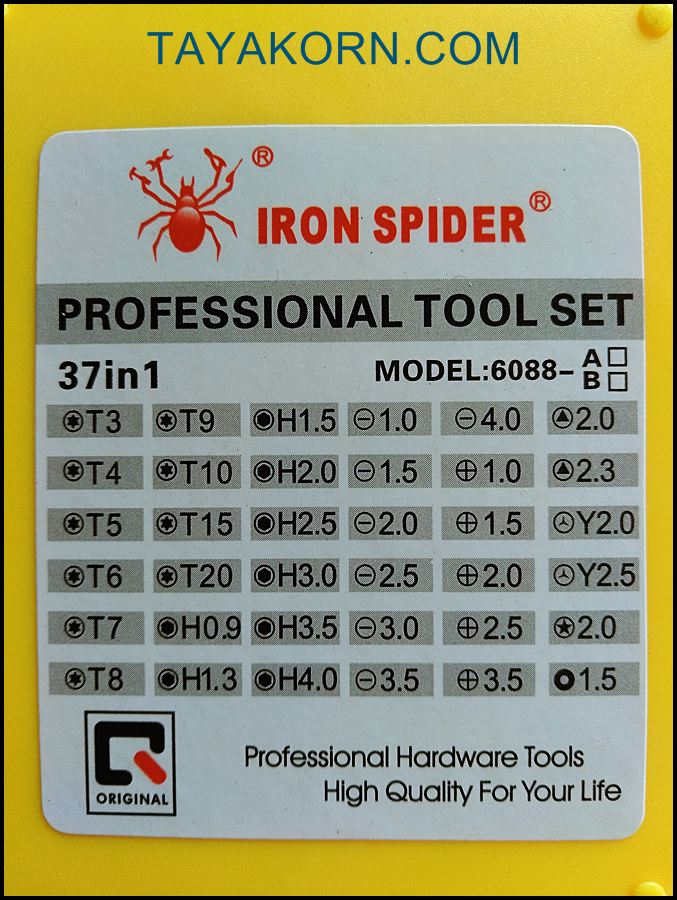 TAYAKORN.COM
®
IRON SPIDER®
PROFESSIONAL TOOL SET
37in1 MODEL:6088- A
B
T3 T9 H1.5 1.0 4.0 2.0
T4 T10 H2.0 1.5 1.0 2.3
T5 T15 H2.5 2.0 1.5 Y2.0
T6 T20 H3.0 2.5 2.0 Y2.5
T7 H0.9 H3.5 3.0 2.5 2.0
T8 H1.3 H4.0 3.5 3.5 1.5
ORIGINAL
Professional Hardware Tools
High Quality For Your Life